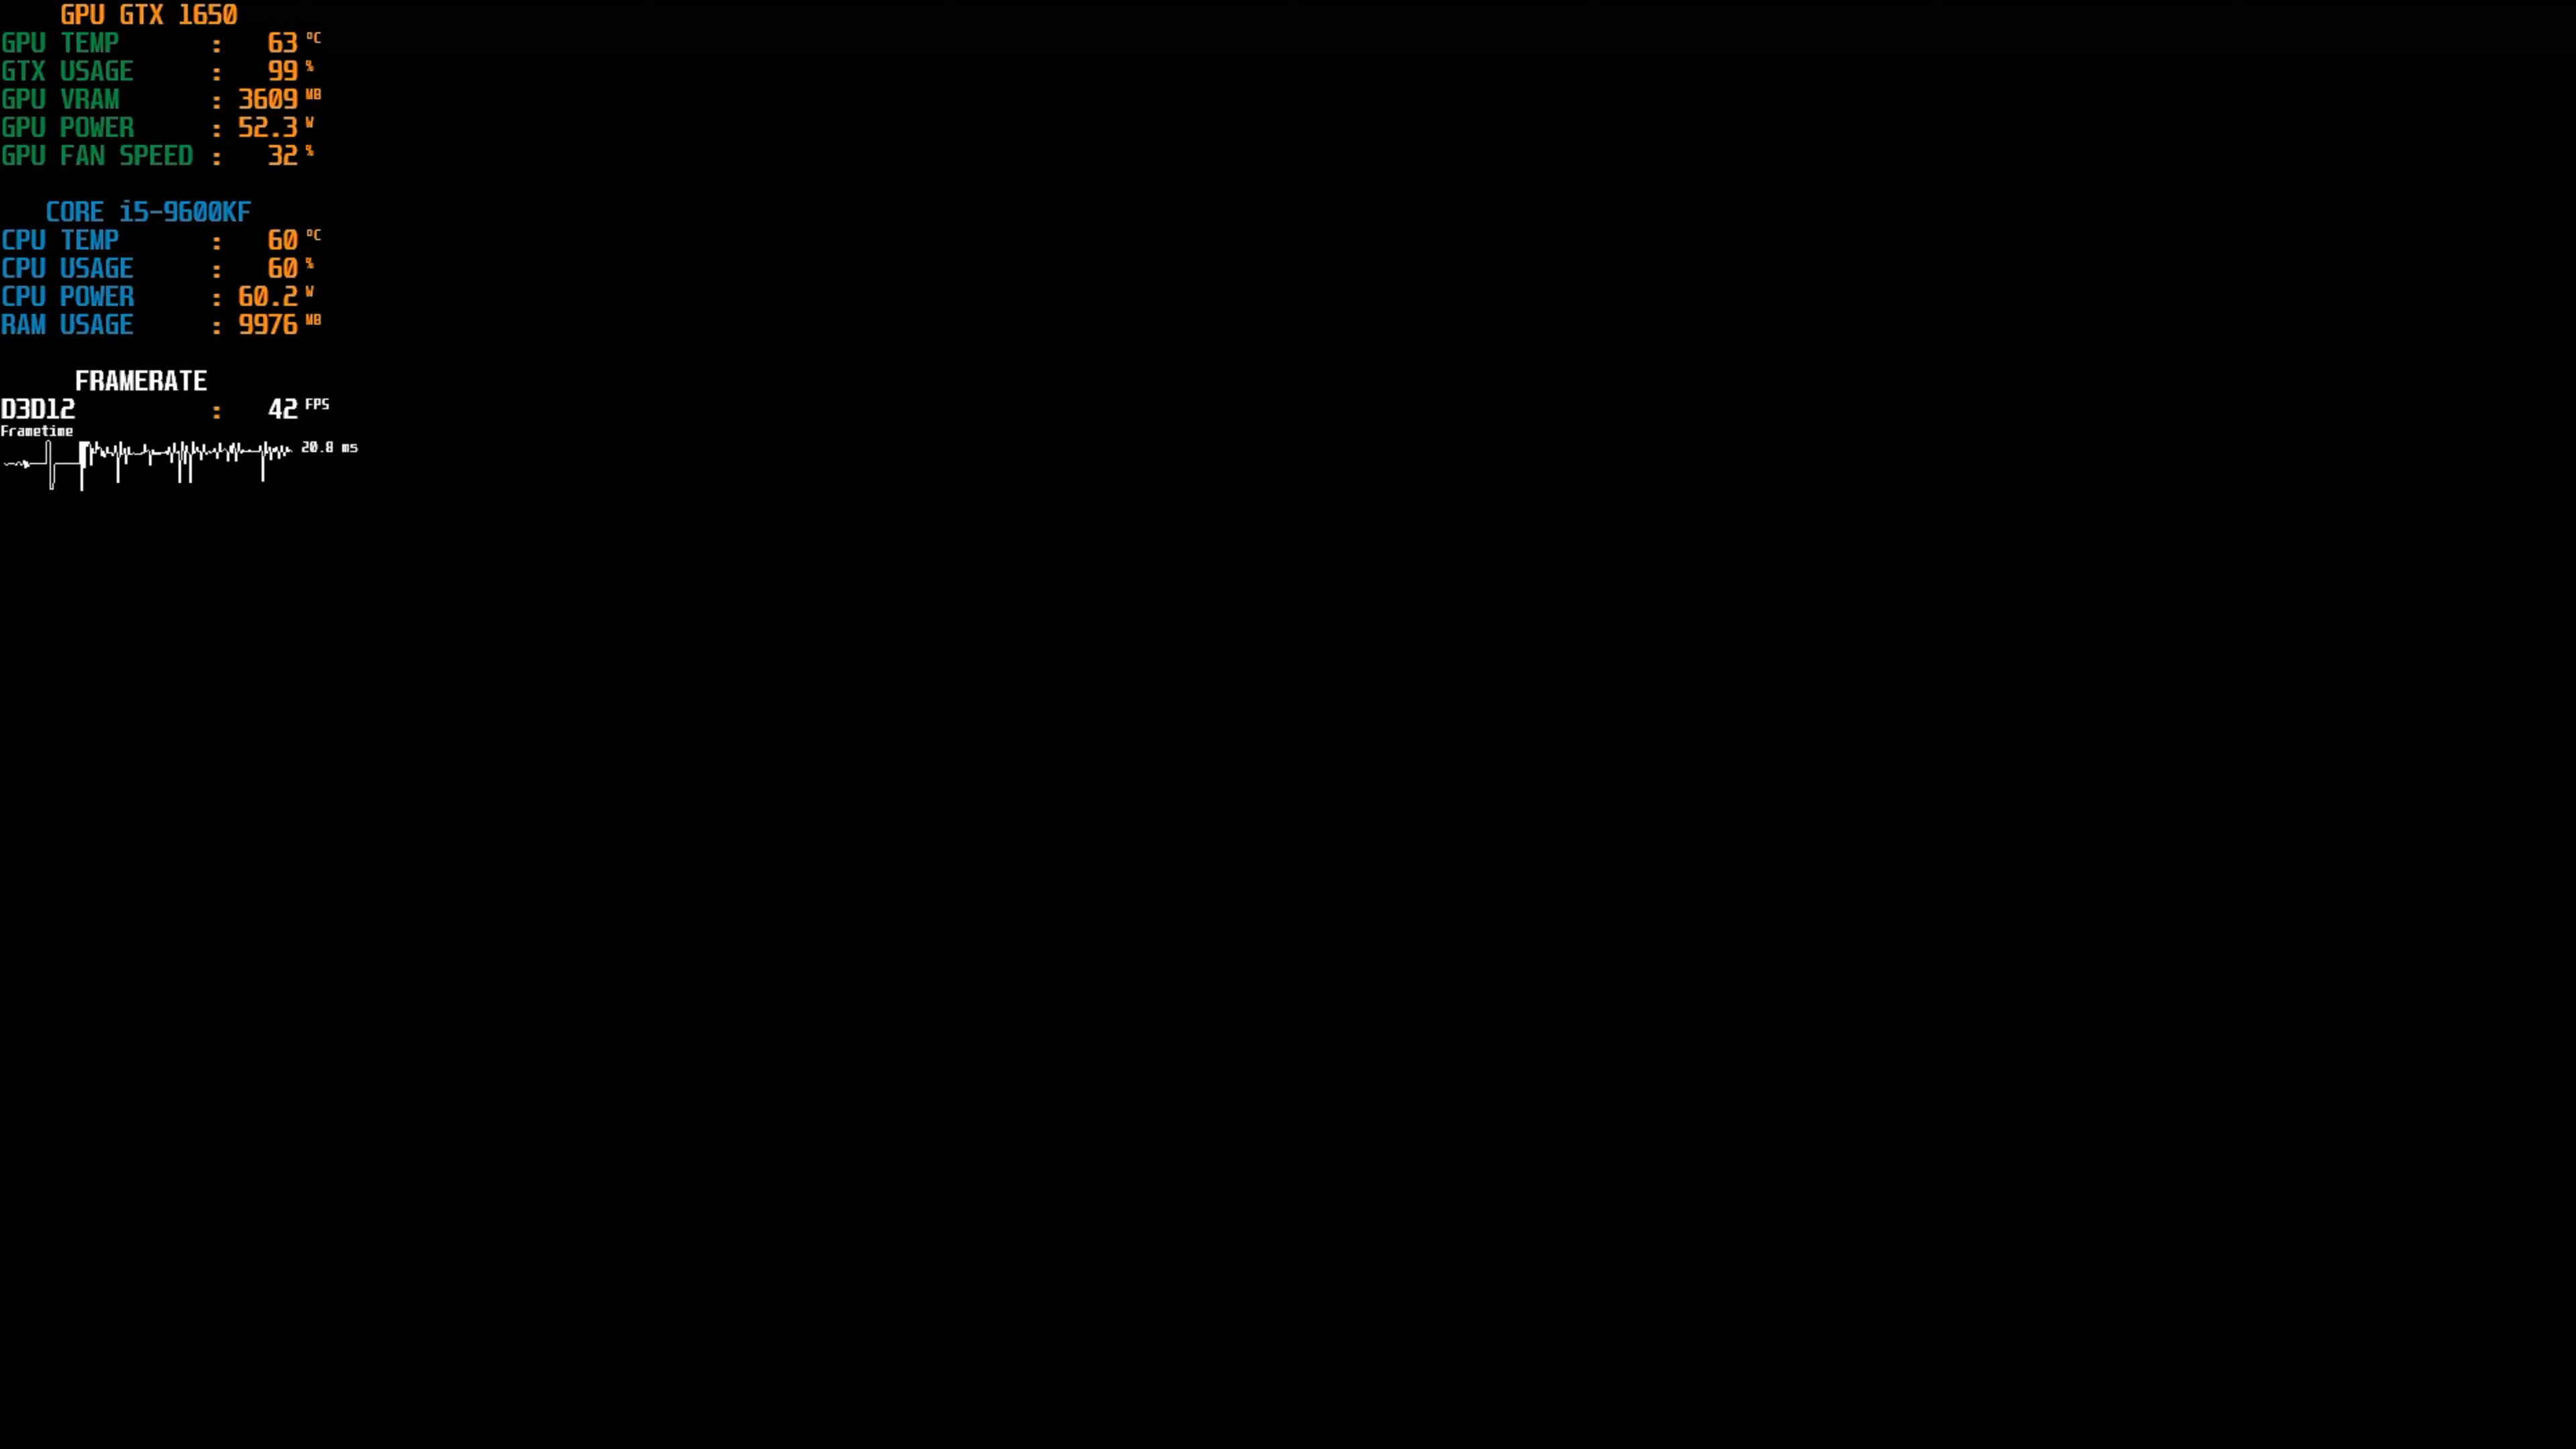 GPU GTX 1650
GPU TEMP : 63 °C
GTX USAGE : 99 %
GPU VRAM : 3609 MB
GPU POWER : 52.3 W
GPU FAN SPEED : 32 %
CORE i5-9600KF
CPU TEMP : 60 °C
CPU USAGE : 60 %
CPU POWER : 60.2 W
RAM USAGE : 9976 MB
FRAMERATE
D3D12 : 42 FPS
Frametime
20.8 ms